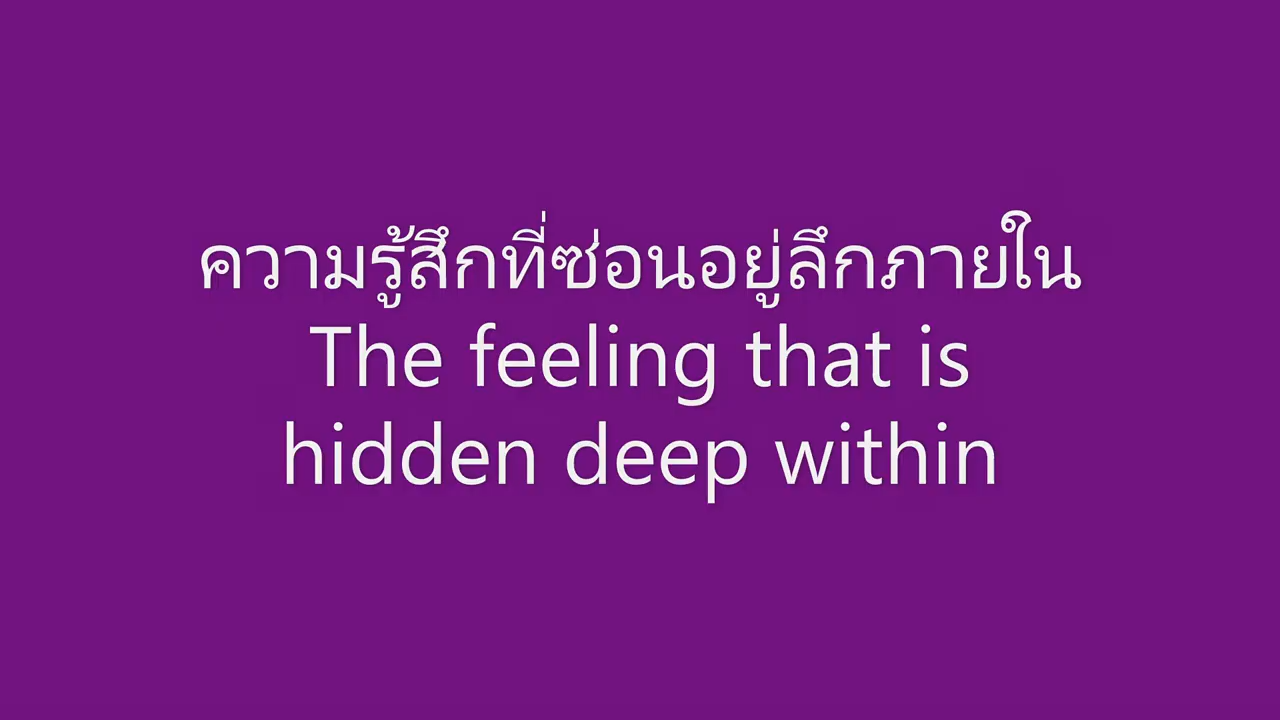 ความรู้สึกที่ซ่อนอยู่ลึกภายใน
The feeling that is
hidden deep within